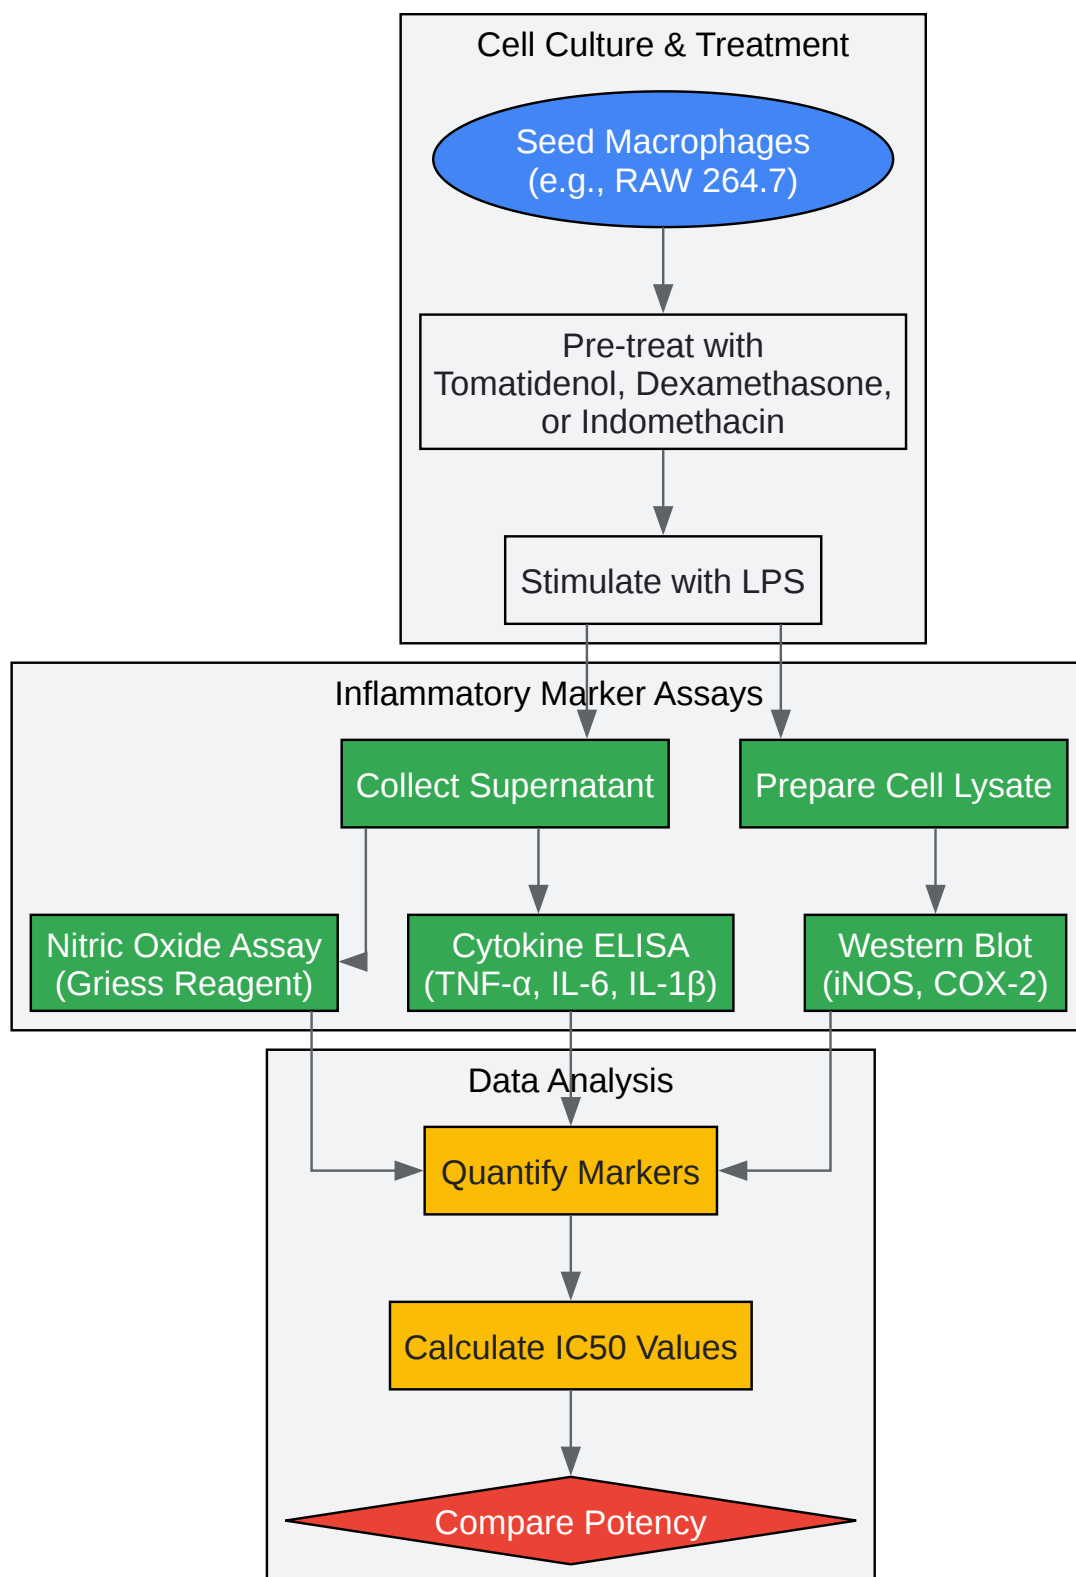 Cell Culture & Treatment
Seed Macrophages
(e.g., RAW 264.7)
Pre-treat with
Tomatidenol, Dexamethasone,
or Indomethacin
Stimulate with LPS
Inflammatory Marker Assays
Collect Supernatant
Prepare Cell Lysate
Nitric Oxide Assay
(Griess Reagent)
Cytokine ELISA
(TNF-α, IL-6, IL-1β)
Western Blot
(iNOS, COX-2)
Data Analysis
Quantify Markers
Calculate IC50 Values
Compare Potency